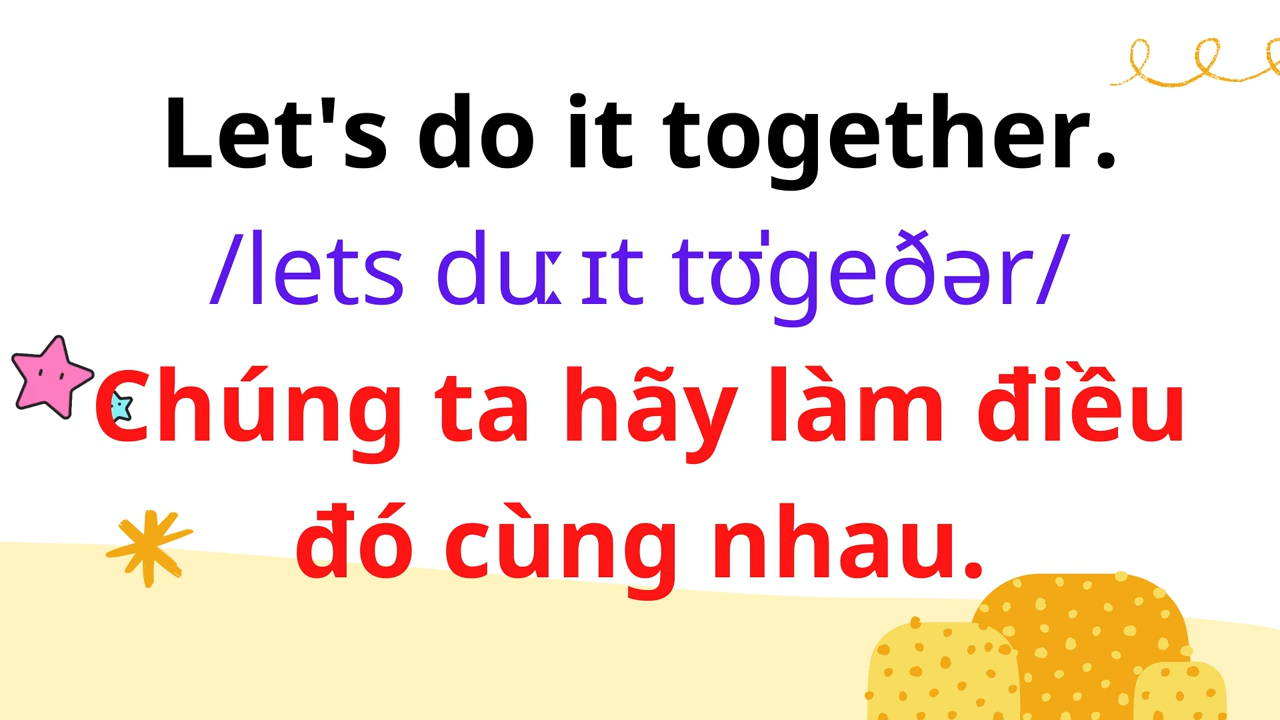 Let's do it together.
/lets duː ɪt tʊˈgeðər/
Chúng ta hãy làm điều
đó cùng nhau.